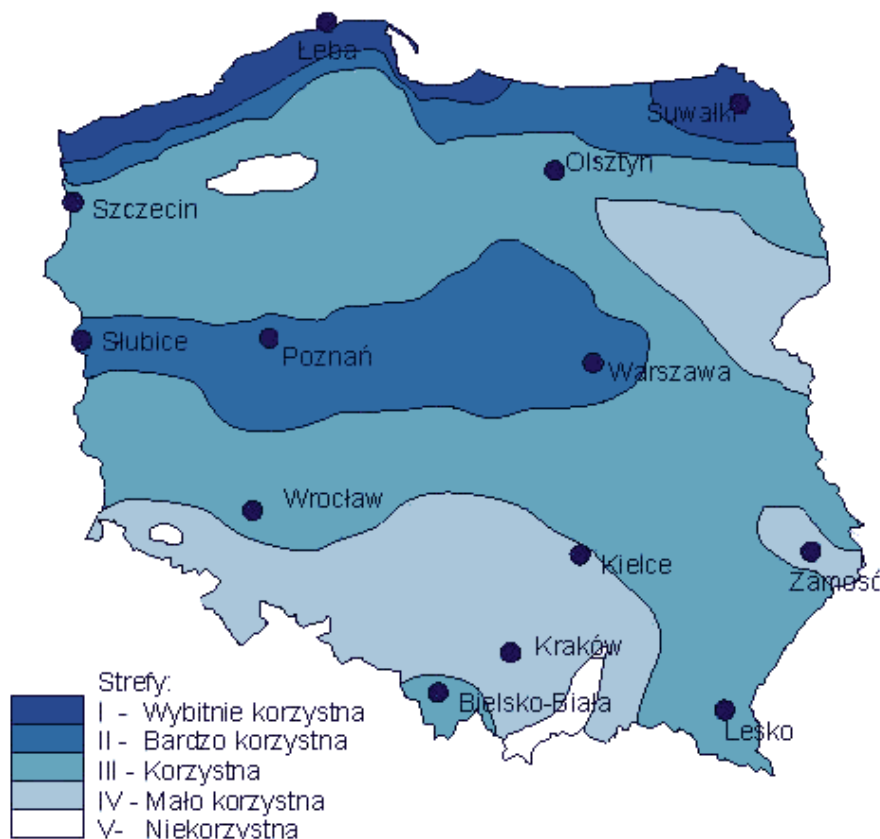 Łeba
Suwałki
Olsztyn
Szczecin
Słubice
Poznań
Warszawa
Wrocław
Kielce
Zamość
Kraków
Bielsko-Biała
Lesko
Strefy:
I - Wybitnie korzystna
II - Bardzo korzystna
III - Korzystna
IV - Mało korzystna
V- Niekorzystna